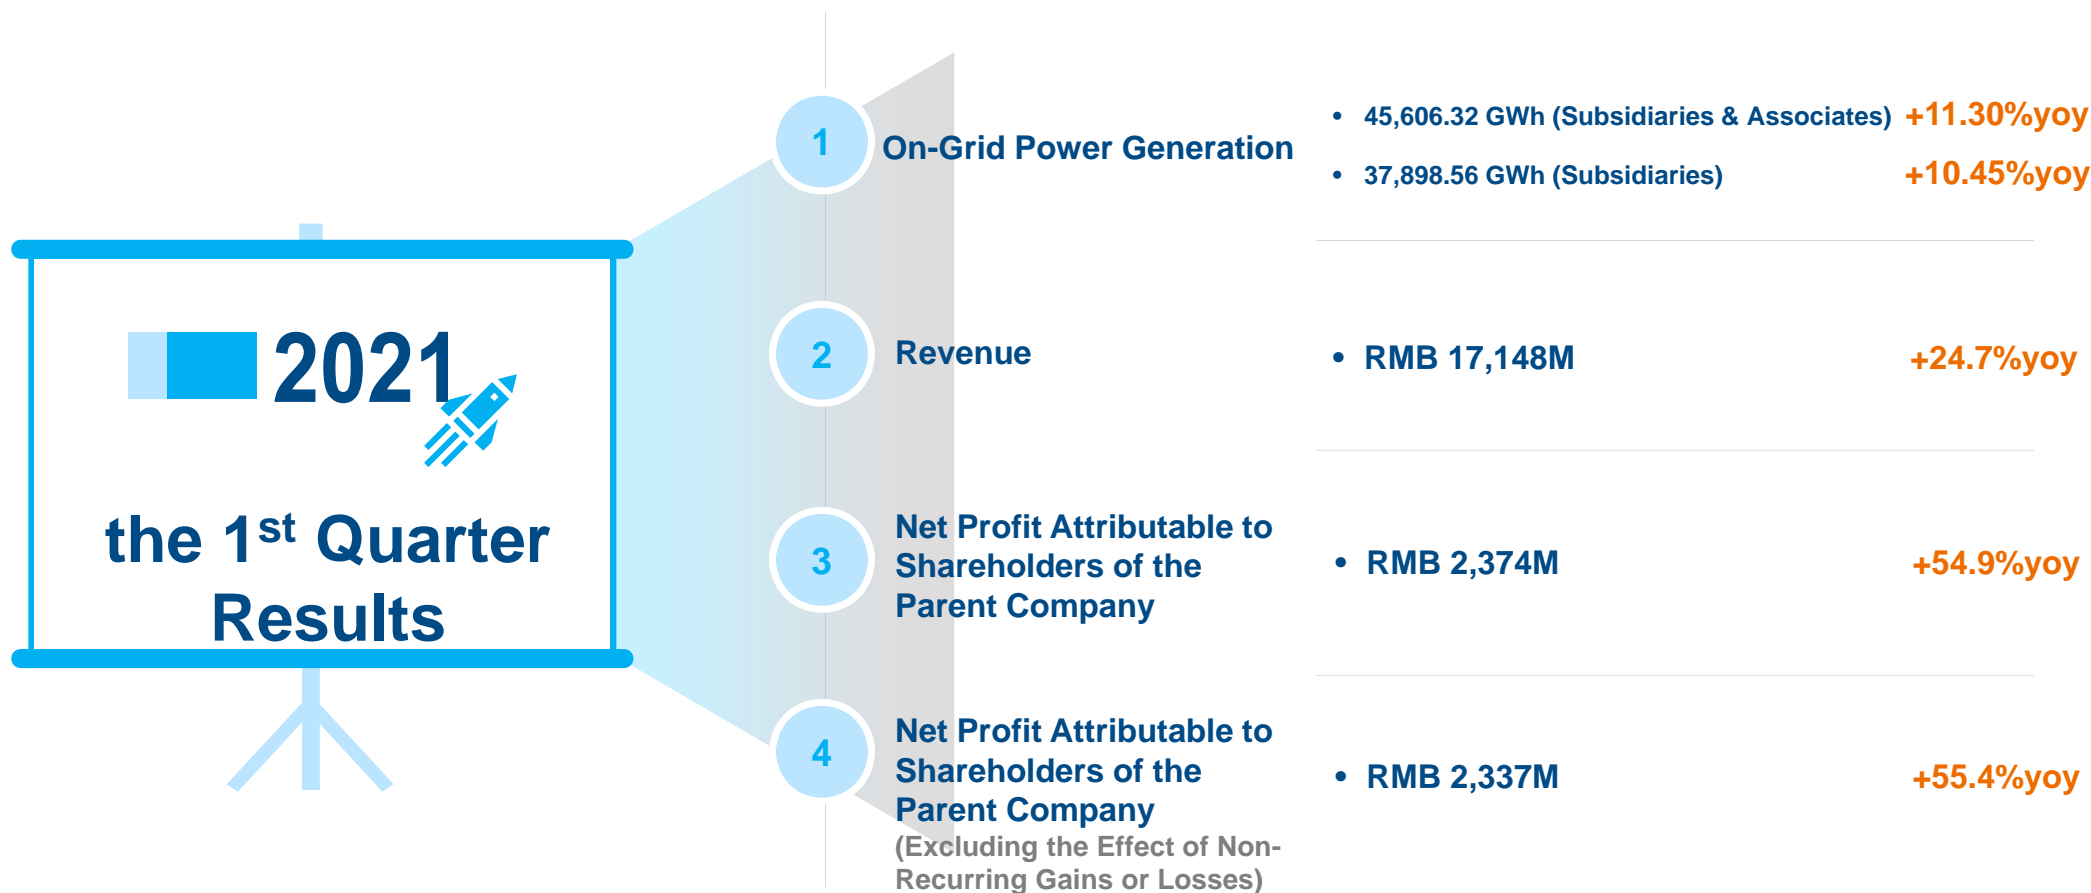 2021
the 1st Quarter
Results
1
On-Grid Power Generation
• 45,606.32 GWh (Subsidiaries & Associates) +11.30%yoy
• 37,898.56 GWh (Subsidiaries) +10.45%yoy
2
Revenue
• RMB 17,148M +24.7%yoy
3
Net Profit Attributable to
Shareholders of the
Parent Company
• RMB 2,374M +54.9%yoy
4
Net Profit Attributable to
Shareholders of the
Parent Company
(Excluding the Effect of Non-
Recurring Gains or Losses)
• RMB 2,337M +55.4%yoy